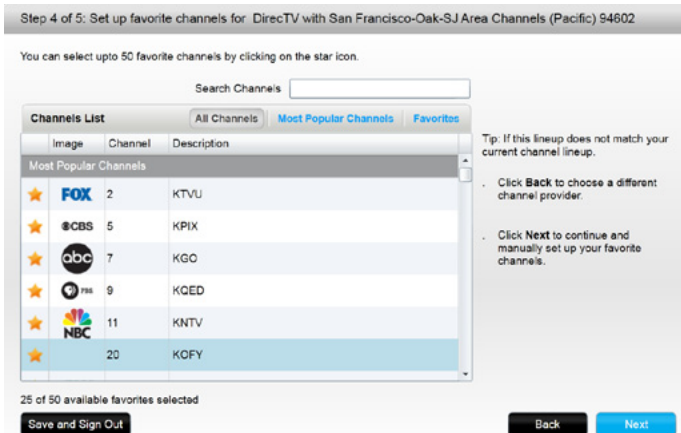 Step 4 of 5: Set up favorite channels for DirecTV with San Francisco-Oak-SJ Area Channels (Pacific) 94602
You can select upto 50 favorite channels by clicking on the star icon.
Search Channels
Channels List All Channels Most Popular Channels Favorites
Image Channel Description
Most Popular Channels
FOX 2 KTVU
CBS 5 KPIX
abc 7 KGO
PBS 9 KQED
NBC 11 KNTV
20 KOFY
Tip: If this lineup does not match your
current channel lineup.
. Click Back to choose a different
channel provider.
. Click Next to continue and
manually set up your favorite
channels.
25 of 50 available favorites selected
Save and Sign Out Back Next